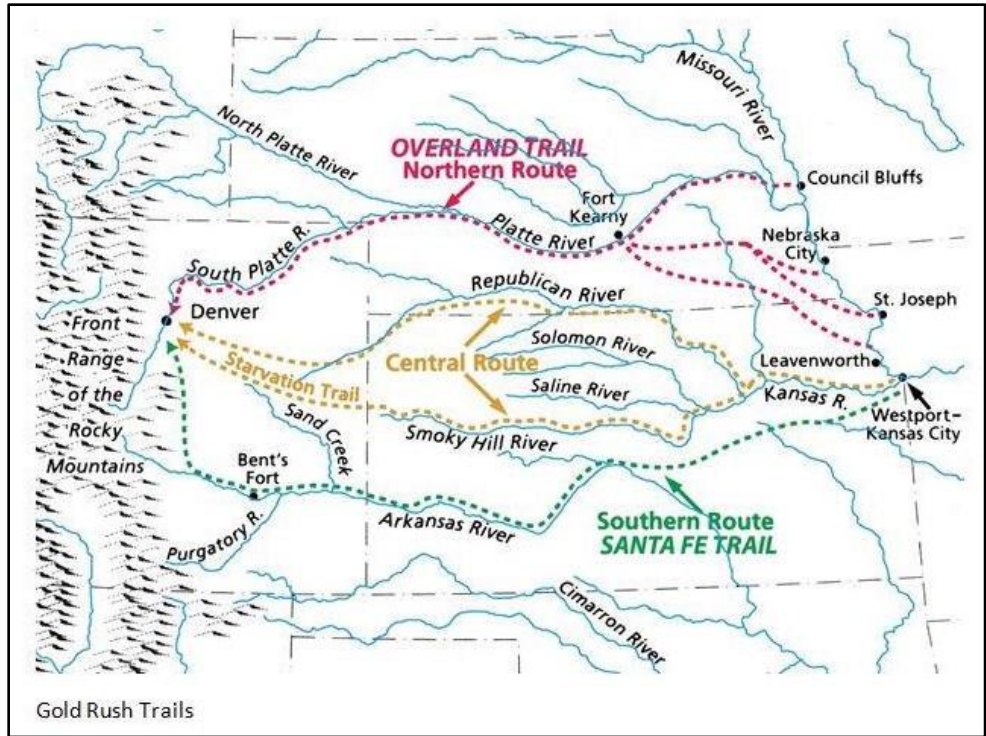 Missouri River
North Platte River
OVERLAND TRAIL
Northern Route
Council Bluffs
Fort
Kearny
Platte River
Nebraska
City
South Platte R.
Republican River
St. Joseph
Denver
Front
Range
of the
Rocky
Mountains
Solomon River
Central Route
Starvation Trail
Leavenworth
Saline River
Kansas R.
Westport-
Kansas City
Sand Creek
Smoky Hill River
Bent's
Fort
Arkansas River
Southern Route
SANTA FE TRAIL
Purgatory R.
Cimarron River
Gold Rush Trails